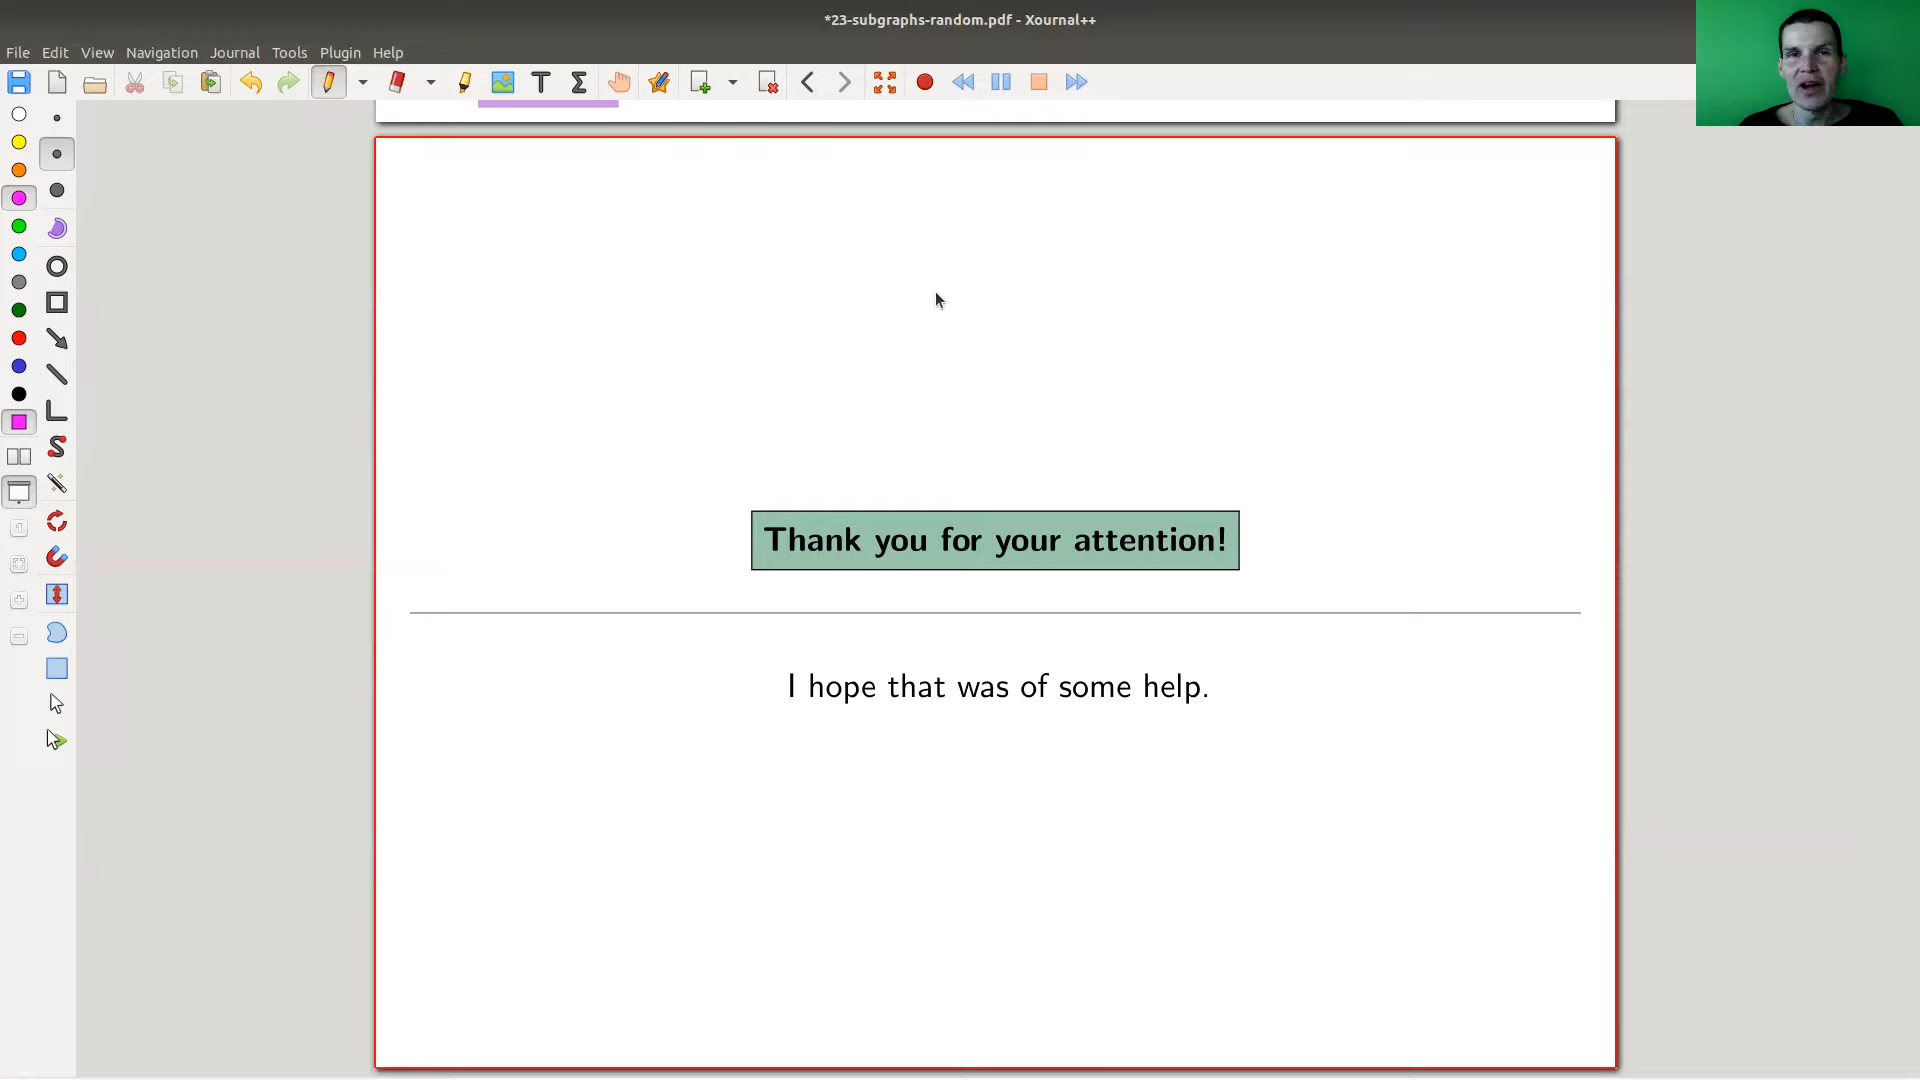 *23-subgraphs-random.pdf - Xournal++
File Edit View Navigation Journal Tools Plugin Help
Thank you for your attention!
I hope that was of some help.